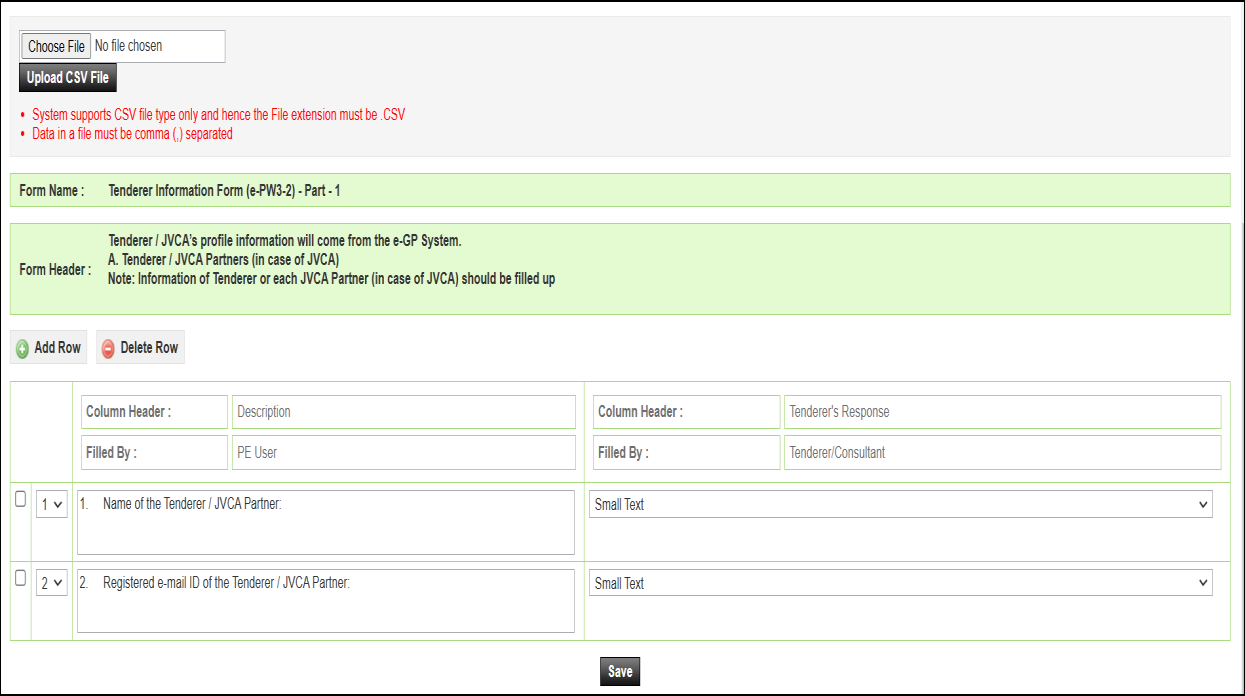 Choose File No file chosen
Upload CSV File
• System supports CSV file type only and hence the File extension must be .CSV
• Data in a file must be comma (,) separated
Form Name : Tenderer Information Form (e-PW3-2) - Part - 1
Tenderer / JVCA's profile information will come from the e-GP System.
A. Tenderer / JVCA Partners (in case of JVCA)
Form Header :
Note: Information of Tenderer or each JVCA Partner (in case of JVCA) should be filled up
Add Row Delete Row
Column Header : Description Column Header : Tenderer's Response
Filled By : PE User Filled By : Tenderer/Consultant
1 1. Name of the Tenderer / JVCA Partner: Small Text
2 2. Registered e-mail ID of the Tenderer / JVCA Partner: Small Text
Save